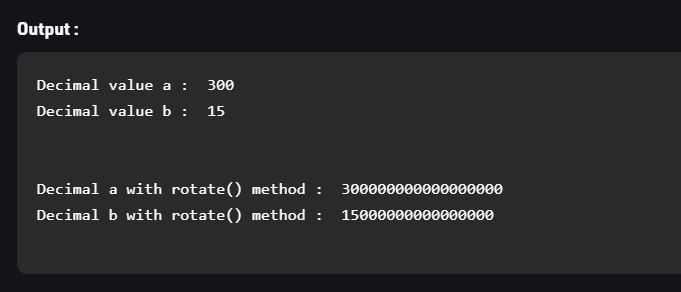 Output :
Decimal value a :  300
Decimal value b :  15
Decimal a with rotate() method :  300000000000000000
Decimal b with rotate() method :  15000000000000000